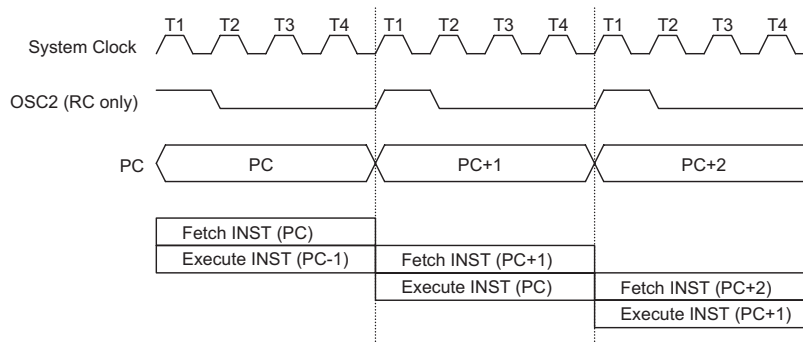 T1 T2 T3 T4 T1 T2 T3 T4 T1 T2 T3 T4
System Clock
OSC2 (RC only)
PC PC PC+1 PC+2
Fetch INST (PC)
Execute INST (PC-1) Fetch INST (PC+1)
Execute INST (PC) Fetch INST (PC+2)
Execute INST (PC+1)